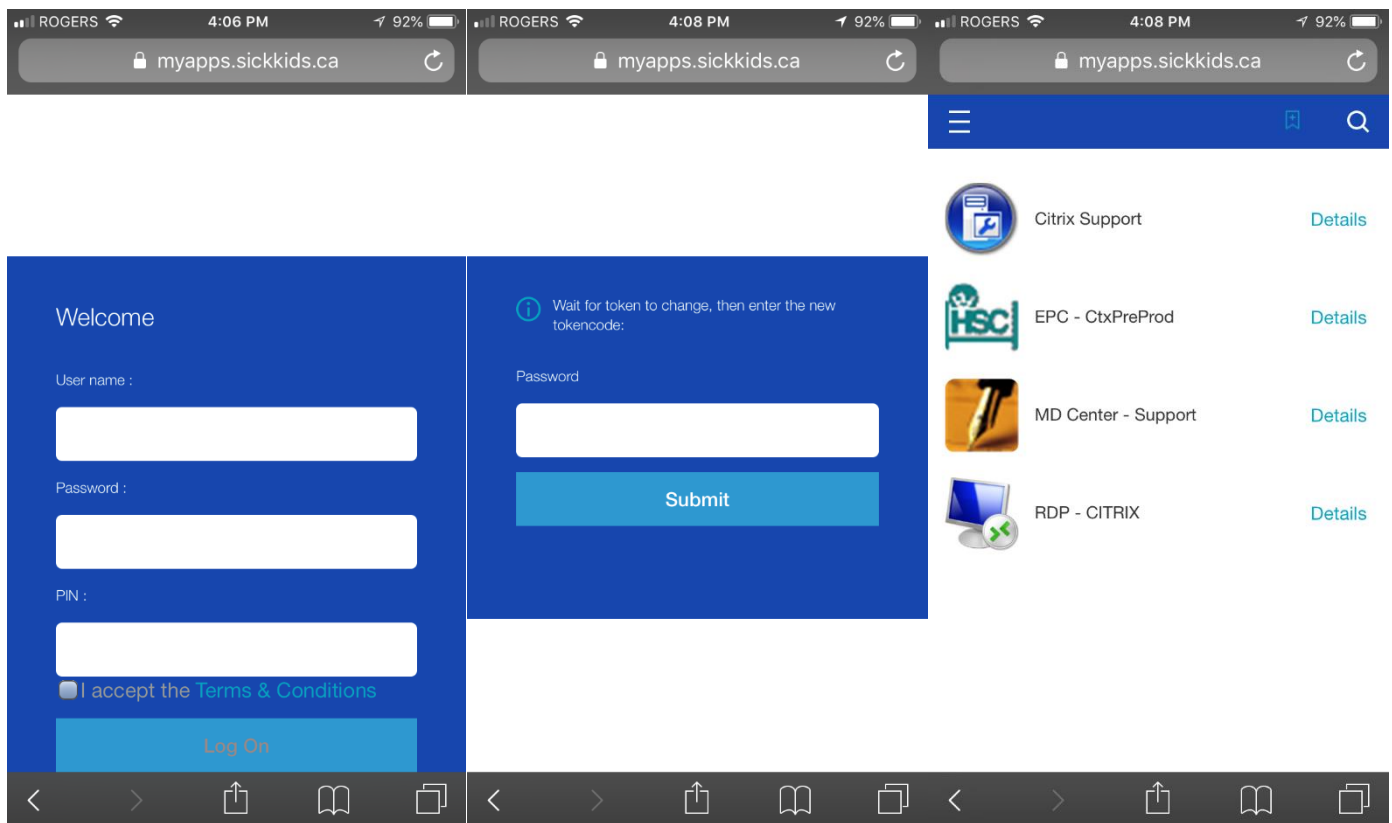 ROGERS 4:06 PM 92%
myapps.sickkids.ca
Welcome
User name :
Password :
PIN :
I accept the Terms & Conditions
Log On
ROGERS 4:08 PM 92%
myapps.sickkids.ca
Wait for token to change, then enter the new
tokencode:
Password
Submit
ROGERS 4:08 PM 92%
myapps.sickkids.ca
Citrix Support Details
HSC
EPC - CtxPreProd Details
MD Center - Support Details
RDP - CITRIX Details